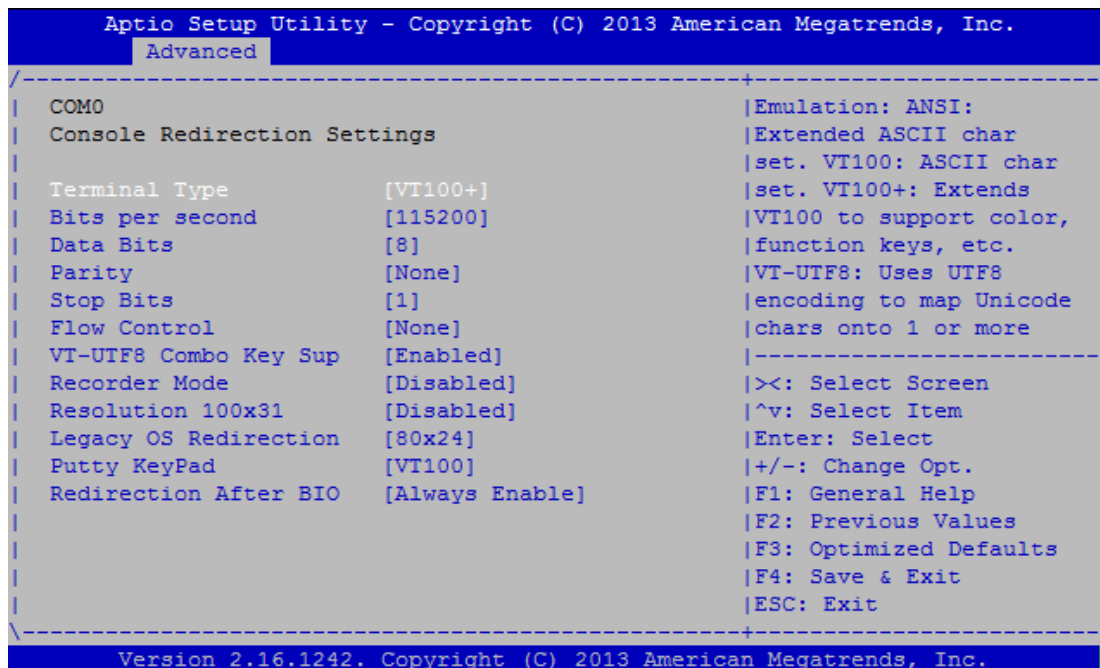 Aptio Setup Utility - Copyright (C) 2013 American Megatrends, Inc.
Advanced
/----------------------------------------------------+-------------------------
| COM0 |Emulation: ANSI:
| Console Redirection Settings |Extended ASCII char
| |set. VT100: ASCII char
| Terminal Type [VT100+] |set. VT100+: Extends
| Bits per second [115200] |VT100 to support color,
| Data Bits [8] |function keys, etc.
| Parity [None] |VT-UTF8: Uses UTF8
| Stop Bits [1] |encoding to map Unicode
| Flow Control [None] |chars onto 1 or more
| VT-UTF8 Combo Key Sup [Enabled] |-------------------------
| Recorder Mode [Disabled] |><: Select Screen
| Resolution 100x31 [Disabled] |^v: Select Item
| Legacy OS Redirection [80x24] |Enter: Select
| Putty KeyPad [VT100] |+/-: Change Opt.
| Redirection After BIO [Always Enable] |F1: General Help
| |F2: Previous Values
| |F3: Optimized Defaults
| |F4: Save & Exit
| |ESC: Exit
\----------------------------------------------------+-------------------------
Version 2.16.1242. Copyright (C) 2013 American Megatrends, Inc.